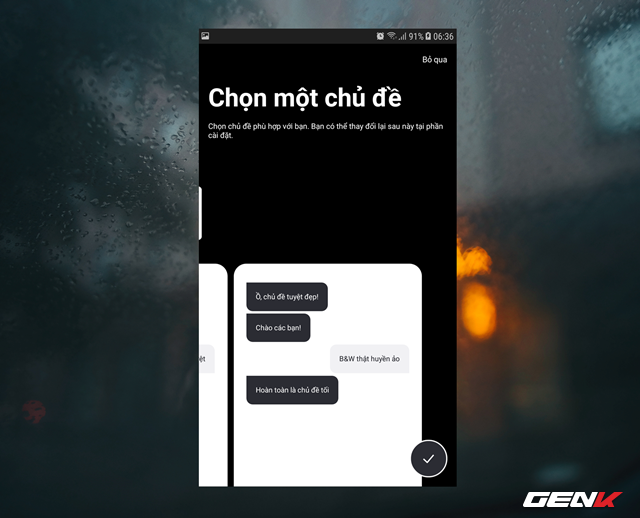 91% 06:36
Bỏ qua
Chọn một chủ đề
Chọn chủ đề phù hợp với bạn. Bạn có thể thay đổi lại sau này tại phần
cài đặt.
Ồ, chủ đề tuyệt đẹp!
Chào các bạn!
ệt
B&W thật huyền ảo
Hoàn toàn là chủ đề tối
GENK